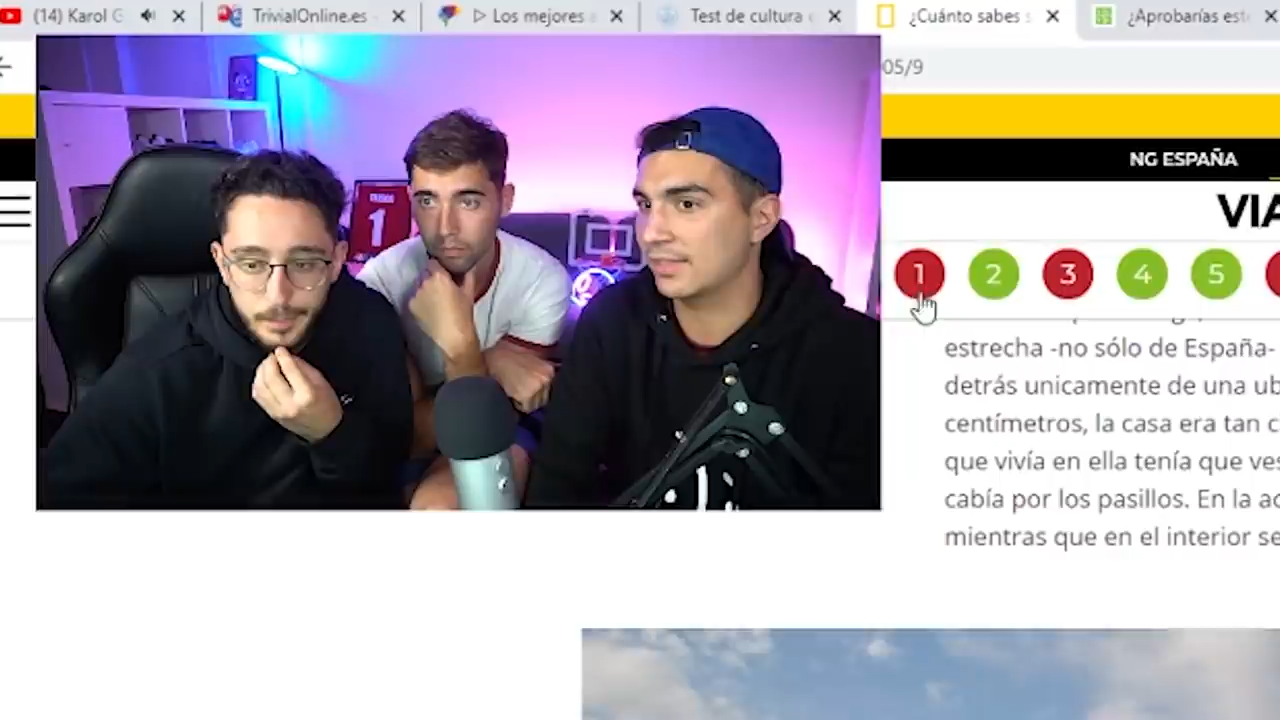 (14) Karol G
TrivialOnline.es -
Los mejores
Test de cultura
¿Cuánto sabes
¿Aprobarías este
05/9
NG ESPAÑA
VIA
1 2 3 4 5
1
estrecha -no sólo de España-
detrás unicamente de una ub
centímetros, la casa era tan
que vivía en ella tenía que ves
cabía por los pasillos. En la
mientras que en el interior se